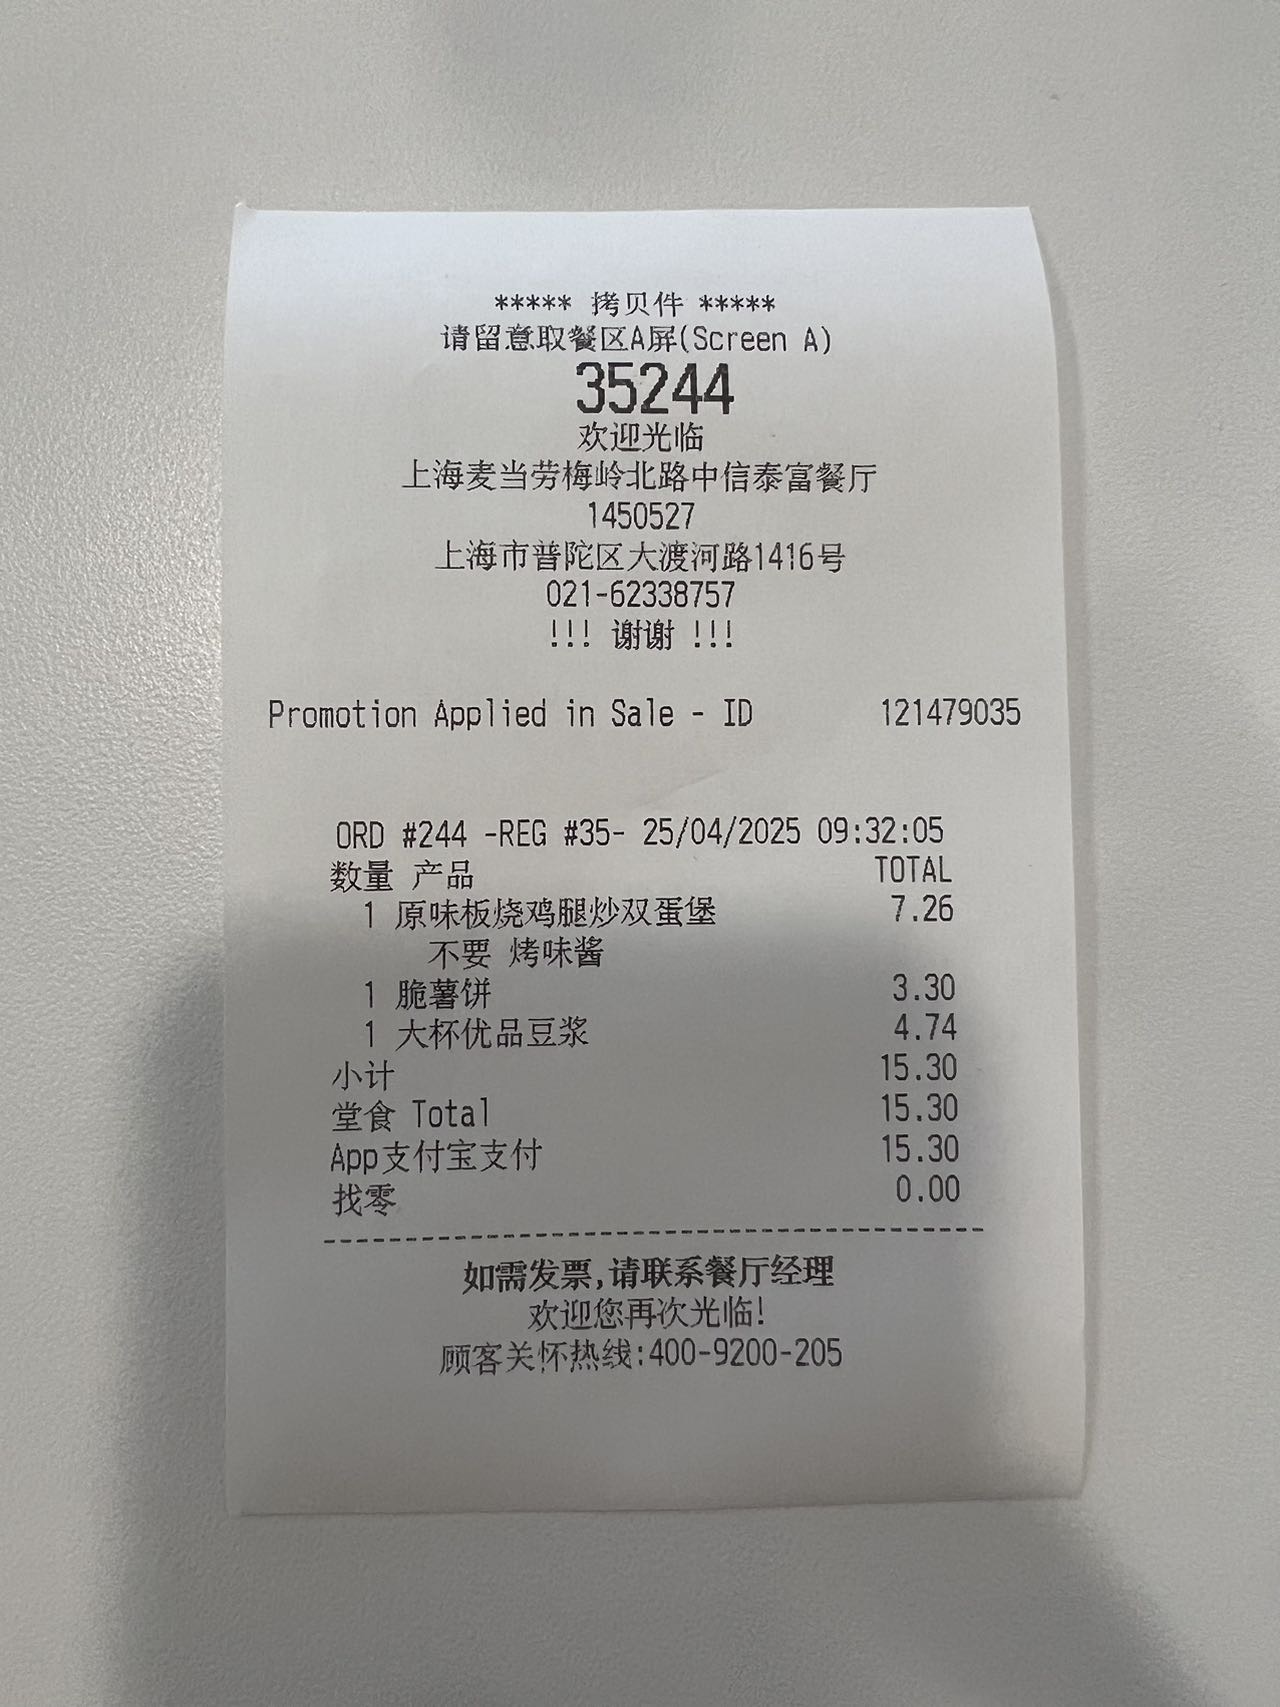 ***** 拷贝件 *****
请留意取餐区A屏(Screen A)
35244
欢迎光临
上海麦当劳梅岭北路中信泰富餐厅
1450527
上海市普陀区大渡河路1416号
021-62338757
!!! 谢谢 !!!
Promotion Applied in Sale - ID 121479035
ORD #244 -REG #35- 25/04/2025 09:32:05
数量 产品 TOTAL
1 原味板烧鸡腿炒双蛋堡 7.26
不要 烤味酱
1 脆薯饼 3.30
1 大杯优品豆浆 4.74
小计 15.30
堂食 Total 15.30
App支付宝支付 15.30
找零 0.00
如需发票,请联系餐厅经理
欢迎您再次光临!
顾客关怀热线:400-9200-205